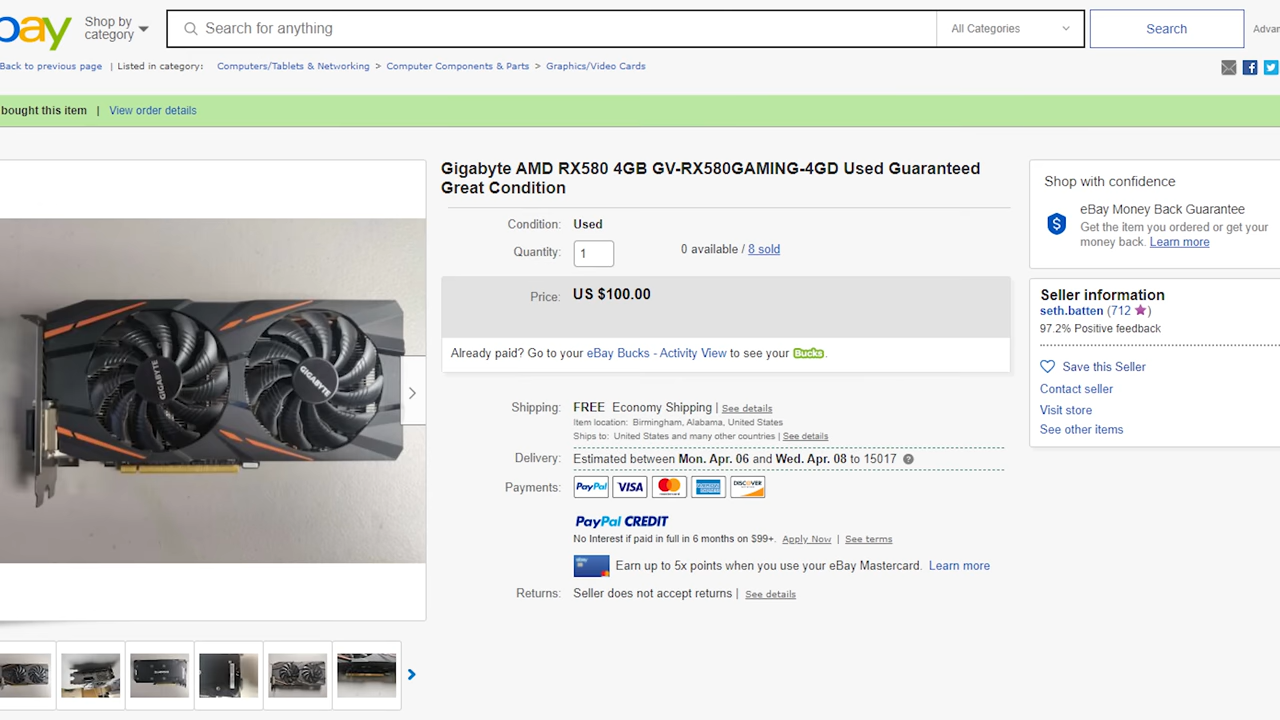 bay
Shop by
category
Search for anything
All Categories
Search
Back to previous page | Listed in category: Computers/Tablets & Networking > Computer Components & Parts > Graphics/Video Cards
bought this item | View order details
Gigabyte AMD RX580 4GB GV-RX580GAMING-4GD Used Guaranteed
Great Condition
Condition: Used
Quantity: 1 0 available / 8 sold
Price: US $100.00
Already paid? Go to your eBay Bucks - Activity View to see your Bucks.
Shipping: FREE Economy Shipping | See details
Item location: Birmingham, Alabama, United States
Ships to: United States and many other countries | See details
Delivery: Estimated between Mon. Apr. 06 and Wed. Apr. 08 to 15017 ?
Payments: PayPal VISA MasterCard DISCOVER
PayPal CREDIT
No Interest if paid in full in 6 months on $99+. Apply Now | See terms
Earn up to 5x points when you use your eBay Mastercard. Learn more
Returns: Seller does not accept returns | See details
Shop with confidence
eBay Money Back Guarantee
Get the item you ordered or get your
money back. Learn more
Seller information
seth.batten (712 )
97.2% Positive feedback
Save this Seller
Contact seller
Visit store
See other items
GIGABYTE
GIGABYTE